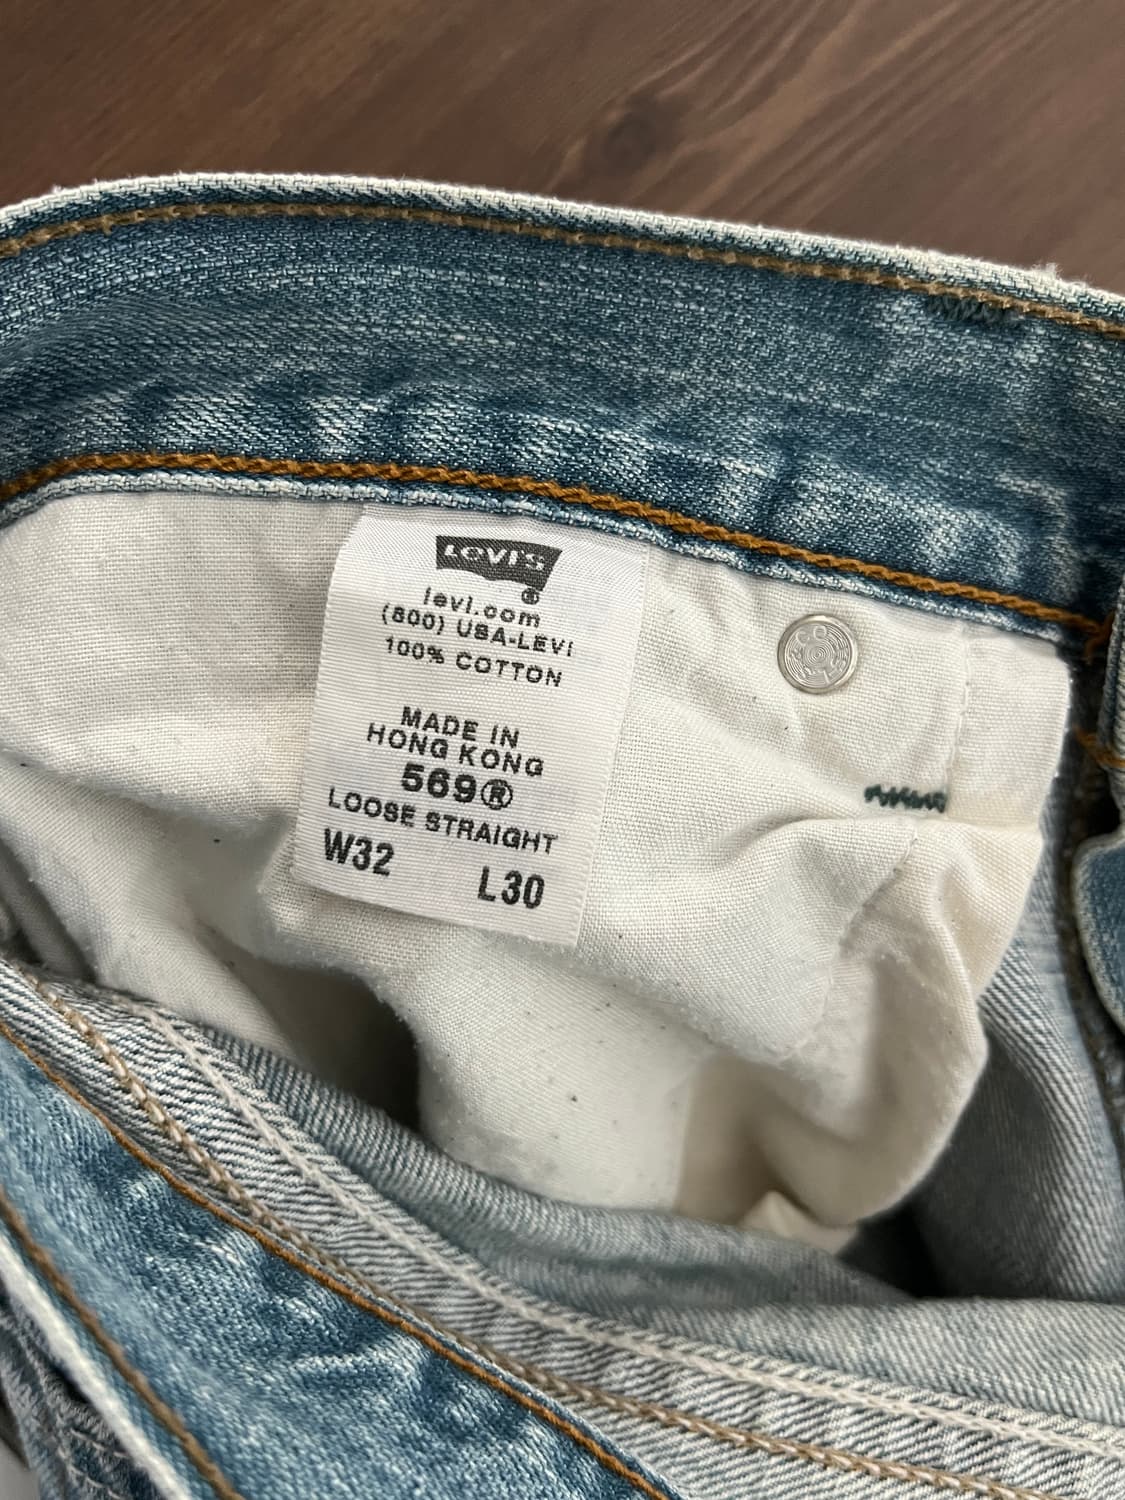 LEVI'S®
levi.com
(800) USA-LEVI
100% COTTON
MADE IN
HONG KONG
569®
LOOSE STRAIGHT
W32 L30